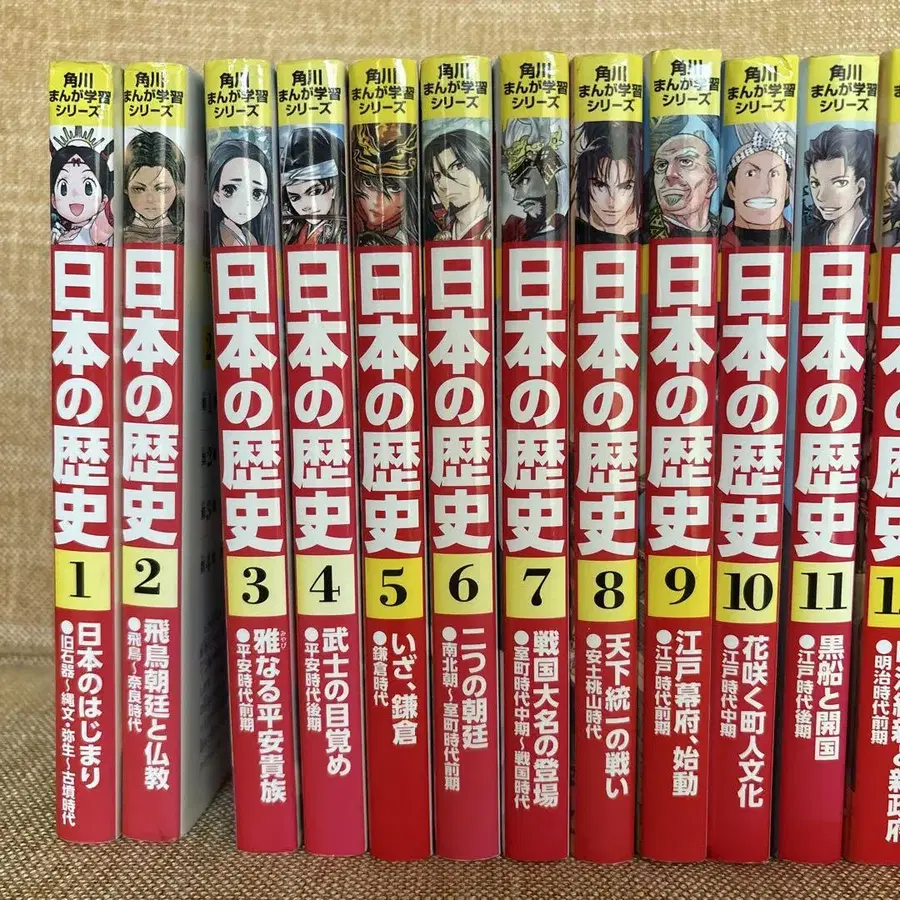 角川
まんが学習
シリーズ
日本の歴史
1
日本のはじまり
●旧石器~縄文・弥生~古墳時代
角川
まんが学習
シリーズ
日本の歴史
2
飛鳥朝廷と仏教
●飛鳥~奈良時代
角川
まんが学習
シリーズ
日本の歴史
3
雅なる平安貴族
みやび
●平安時代前期
角川
まんが学習
シリーズ
日本の歴史
4
武士の目覚め
●平安時代後期
角川
まんが学習
シリーズ
日本の歴史
5
いざ、鎌倉
●鎌倉時代
角川
まんが学習
シリーズ
日本の歴史
6
二つの朝廷
●南北朝~室町時代前期
角川
まんが学習
シリーズ
日本の歴史
7
戦国大名の登場
●室町時代中期~戦国時代
角川
まんが学習
シリーズ
日本の歴史
8
天下統一の戦い
●安土桃山時代
角川
まんが学習
シリーズ
日本の歴史
9
江戸幕府、始動
●江戸時代前期
角川
まんが学習
シリーズ
日本の歴史
10
花咲く町人文化
●江戸時代中期
角川
まんが学習
シリーズ
日本の歴史
11
黒船と開国
●江戸時代後期
明治時代前期